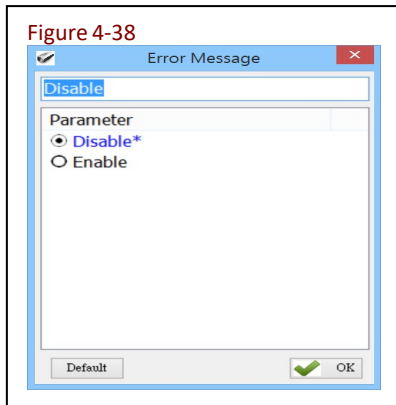 Figure 4-38
Error Message
Disable
Parameter
Disable*
Enable
Default
OK